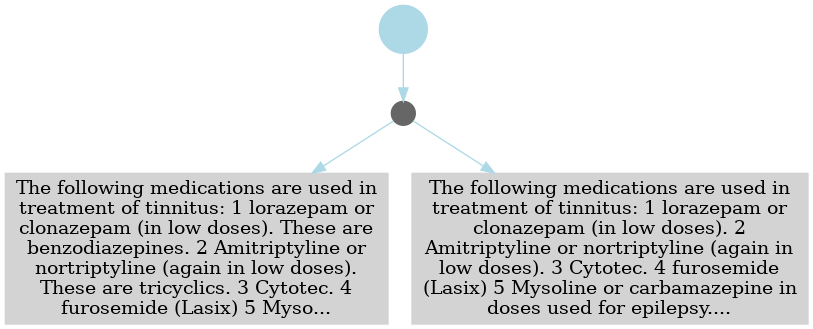 The following medications are used in
treatment of tinnitus: 1 lorazepam or
clonazepam (in low doses). These are
benzodiazepines. 2 Amitriptyline or
nortriptyline (again in low doses).
These are tricyclics. 3 Cytotec. 4
furosemide (Lasix) 5 Myso...
The following medications are used in
treatment of tinnitus: 1 lorazepam or
clonazepam (in low doses). 2
Amitriptyline or nortriptyline (again in
low doses). 3 Cytotec. 4 furosemide
(Lasix) 5 Mysoline or carbamazepine in
doses used for epilepsy....